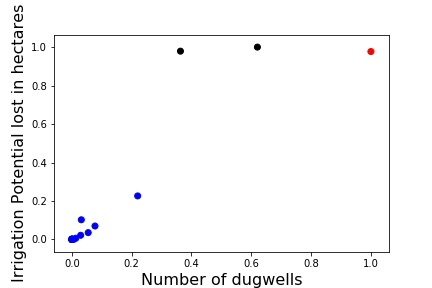 Irrigation Potential lost in hectares
1.0
0.8
0.6
0.4
0.2
0.0
0.0 0.2 0.4 0.6 0.8 1.0
Number of dugwells